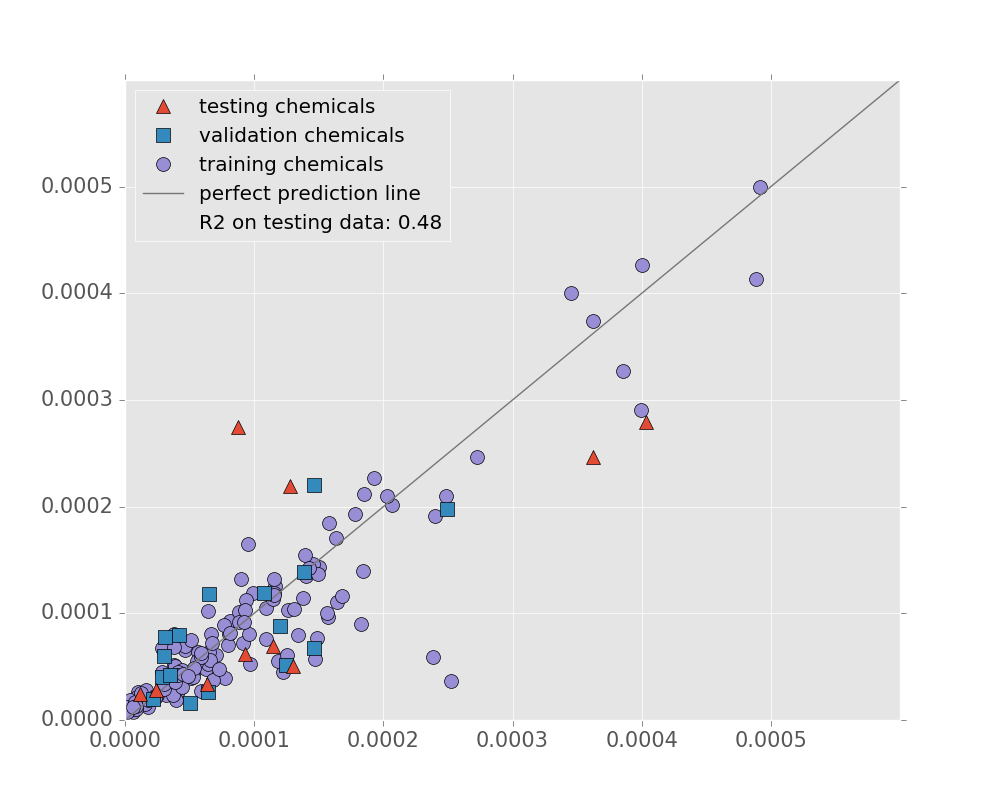 testing chemicals
validation chemicals
training chemicals
perfect prediction line
R2 on testing data: 0.48
0.0005
0.0004
0.0003
0.0002
0.0001
0.0000
0.0000 0.0001 0.0002 0.0003 0.0004 0.0005